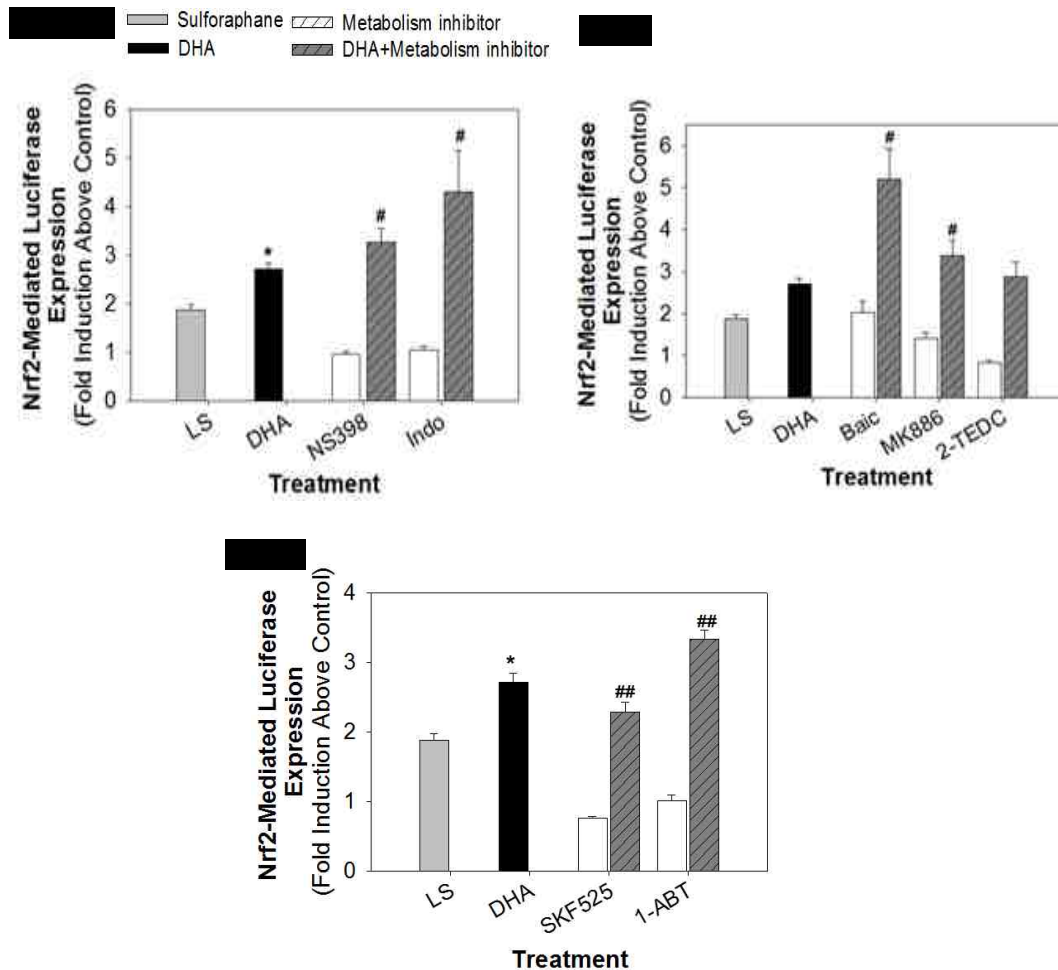 Sulforaphane
Metabolism inhibitor
DHA
DHA+Metabolism inhibitor
Nrf2-Mediated Luciferase
Expression
(Fold Induction Above Control)
6
5
4
3
2
1
0
*
#
#
LS
DHA
NS398
Indo
Treatment
Nrf2-Mediated Luciferase
Expression
(Fold Induction Above Control)
6
5
4
3
2
1
0
#
#
LS
DHA
Baic
MK886
2-TEDC
Treatment
Nrf2-Mediated Luciferase
Expression
(Fold Induction Above Control)
4
3
2
1
0
*
##
##
LS
DHA
SKF525
1-ABT
Treatment